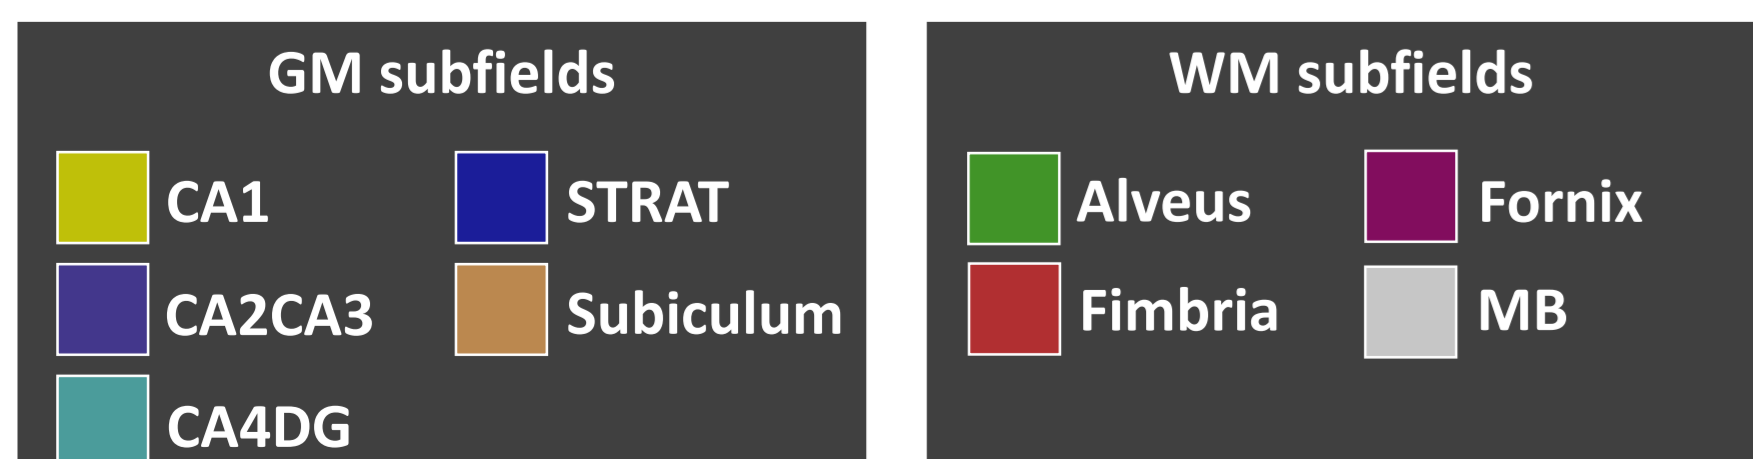 GM subfields
CA1
STRAT
CA2CA3
Subiculum
CA4DG
WM subfields
Alveus
Fornix
Fimbria
MB